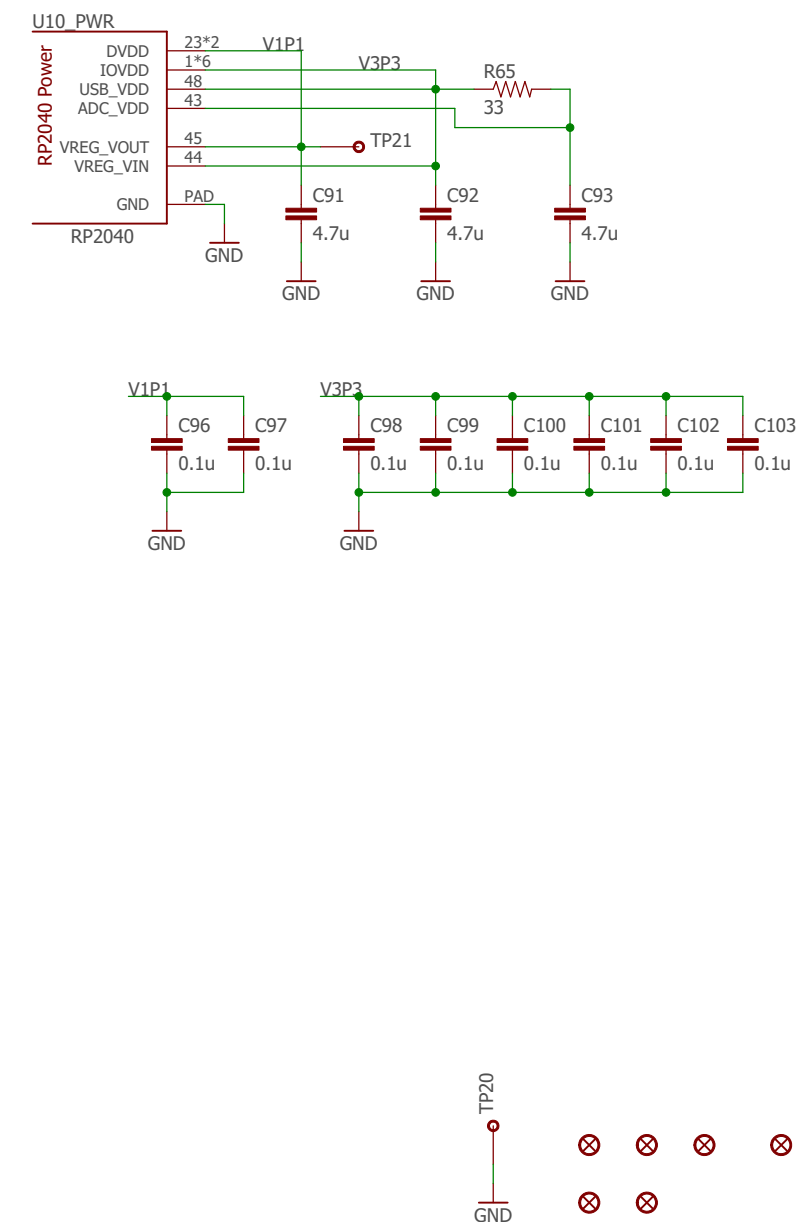 U10_PWR
RP2040 Power
DVDD 23*2 V1P1
IOVDD 1*6 V3P3
USB_VDD 48 R65
ADC_VDD 43 33
VREG_VOUT 45 TP21
VREG_VIN 44
GND PAD C91 C92 C93
RP2040 4.7u 4.7u 4.7u
GND
GND GND GND
V1P1 V3P3
C96 C97 C98 C99 C100 C101 C102 C103
0.1u 0.1u 0.1u 0.1u 0.1u 0.1u 0.1u 0.1u
GND GND
TP20
GND